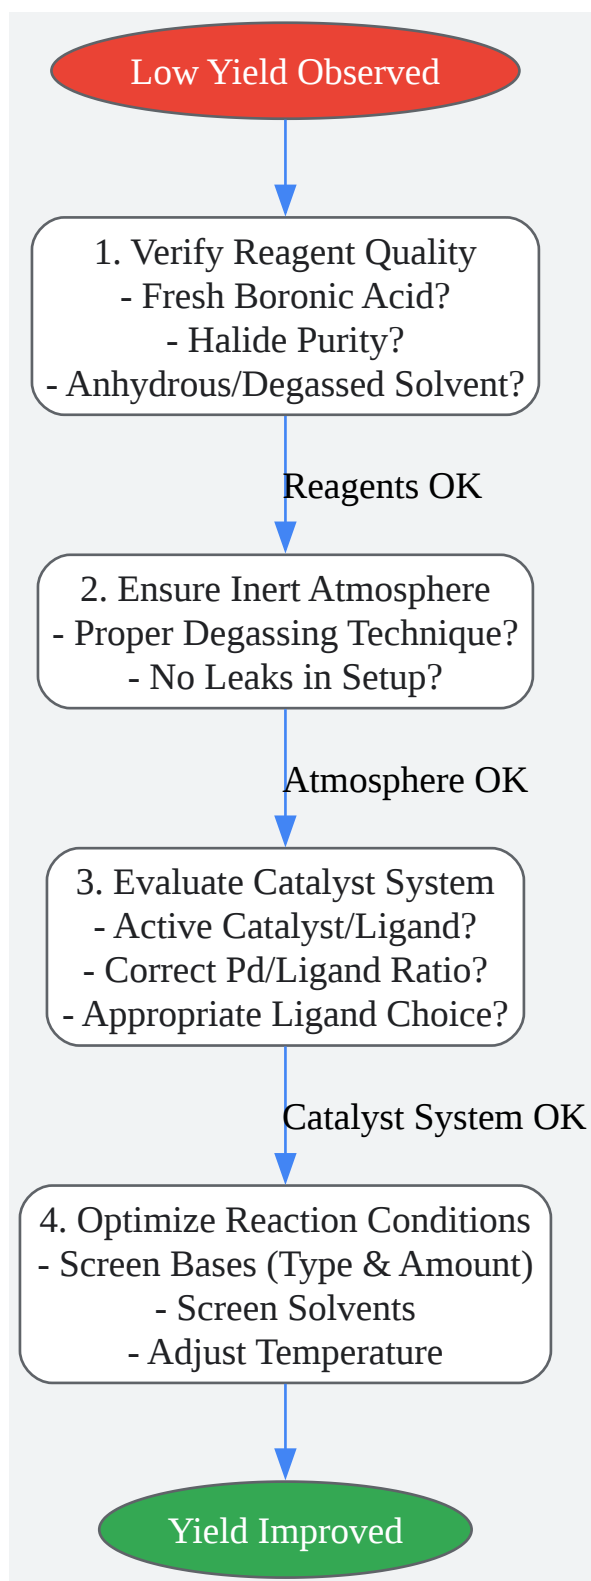 Low Yield Observed
1. Verify Reagent Quality
- Fresh Boronic Acid?
- Halide Purity?
- Anhydrous/Degassed Solvent?
Reagents OK
2. Ensure Inert Atmosphere
- Proper Degassing Technique?
- No Leaks in Setup?
Atmosphere OK
3. Evaluate Catalyst System
- Active Catalyst/Ligand?
- Correct Pd/Ligand Ratio?
- Appropriate Ligand Choice?
Catalyst System OK
4. Optimize Reaction Conditions
- Screen Bases (Type & Amount)
- Screen Solvents
- Adjust Temperature
Yield Improved